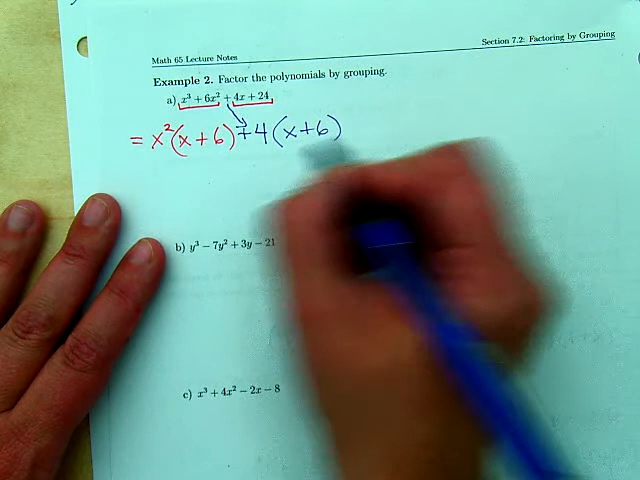 Math 65 Lecture Notes
Section 7.2: Factoring by Grouping
Example 2. Factor the polynomials by grouping.
a) x³ + 6x² + 4x + 24
= x²(x + 6) + 4(x + 6)
b) y³ − 7y² + 3y − 21
c) x³ + 4x² − 2x − 8